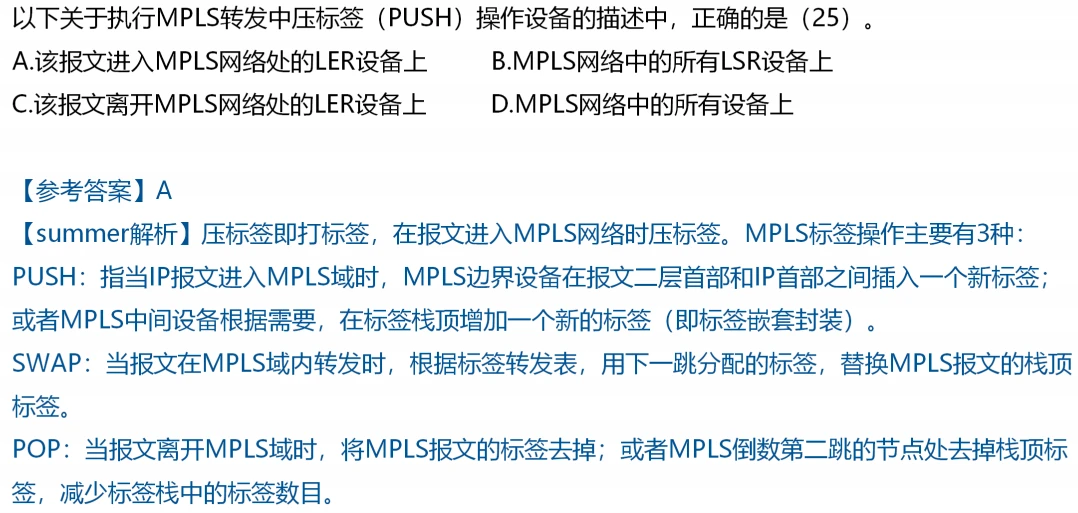 以下关于执行MPLS转发中压标签（PUSH）操作设备的描述中，正确的是（25）。
A.该报文进入MPLS网络处的LER设备上 B.MPLS网络中的所有LSR设备上
C.该报文离开MPLS网络处的LER设备上 D.MPLS网络中的所有设备上
【参考答案】A
【summer解析】压标签即打标签，在报文进入MPLS网络时压标签。MPLS标签操作主要有3种：
PUSH：指当IP报文进入MPLS域时，MPLS边界设备在报文二层首部和IP首部之间插入一个新标签；
或者MPLS中间设备根据需要，在标签栈顶增加一个新的标签（即标签嵌套封装）。
SWAP：当报文在MPLS域内转发时，根据标签转发表，用下一跳分配的标签，替换MPLS报文的栈顶
标签。
POP：当报文离开MPLS域时，将MPLS报文的标签去掉；或者MPLS倒数第二跳的节点处去掉栈顶标
签，减少标签栈中的标签数目。